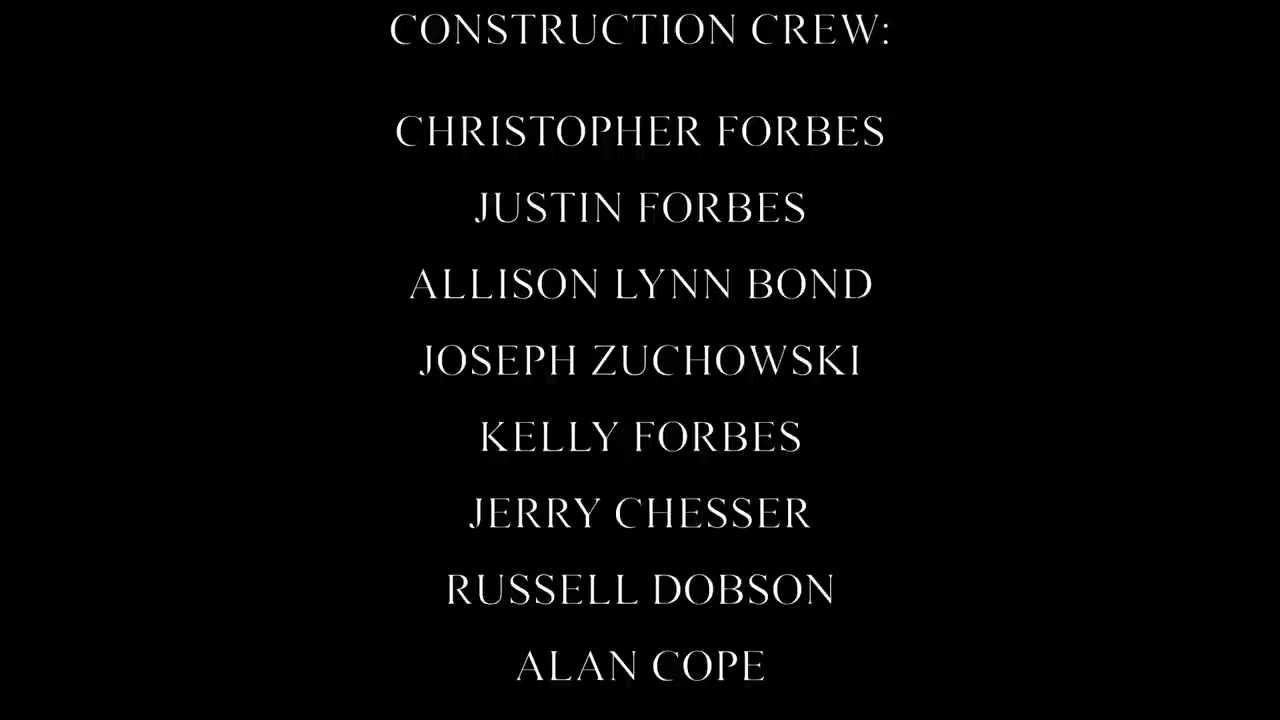 CONSTRUCTION CREW:
CHRISTOPHER FORBES
JUSTIN FORBES
ALLISON LYNN BOND
JOSEPH ZUCHOWSKI
KELLY FORBES
JERRY CHESSER
RUSSELL DOBSON
ALAN COPE